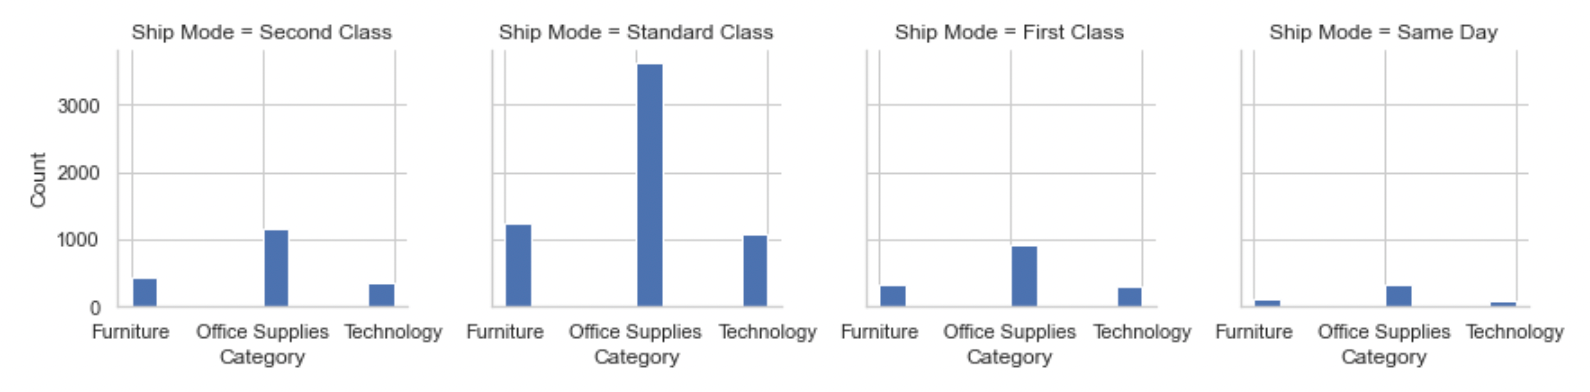 Ship Mode = Second Class
Ship Mode = Standard Class
Ship Mode = First Class
Ship Mode = Same Day
Count
3000
2000
1000
0
Furniture Office Supplies Technology
Category
Furniture Office Supplies Technology
Category
Furniture Office Supplies Technology
Category
Furniture Office Supplies Technology
Category